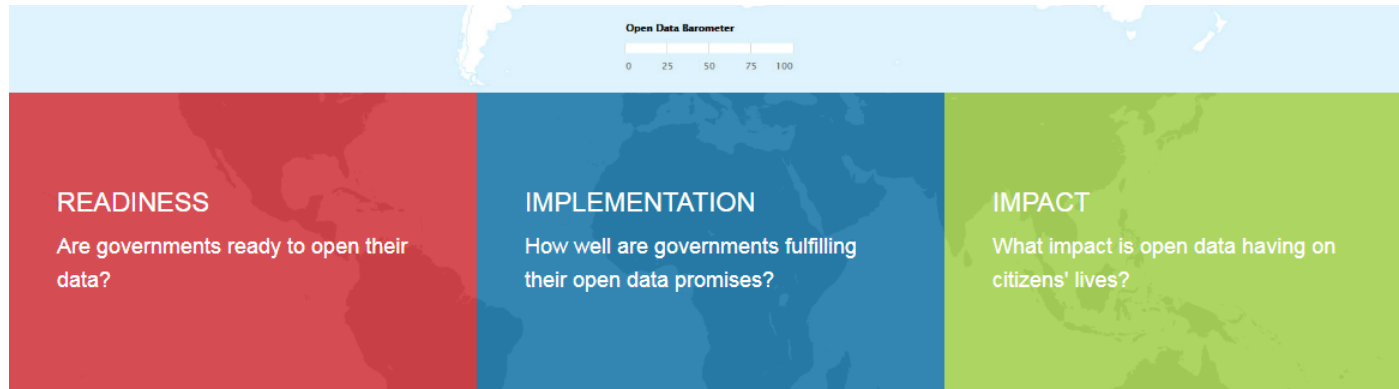 Open Data Barometer
0 25 50 75 100
READINESS
Are governments ready to open their
data?
IMPLEMENTATION
How well are governments fulfilling
their open data promises?
IMPACT
What impact is open data having on
citizens' lives?